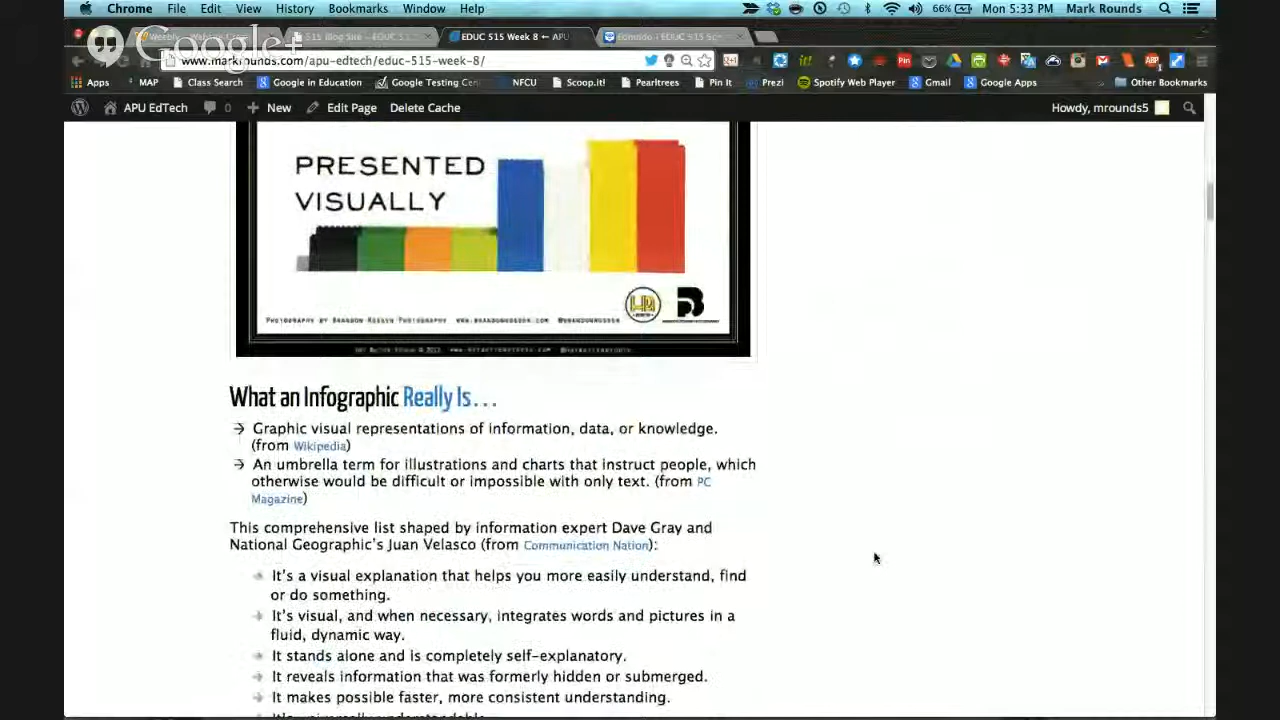 Chrome File Edit View History Bookmarks Window Help 66% Mon 5:33 PM Mark Rounds
Google+
EDUC 515 Week 8 ← APU
www.markrounds.com/apu-edtech/educ-515-week-8/
Apps MAP Class Search Google in Education Google Testing Cen NFCU Scoop.it! Pearltrees Pin It Prezi Spotify Web Player Gmail Google Apps Other Bookmarks
APU EdTech 0 New Edit Page Delete Cache Howdy, mrounds5
PRESENTED
VISUALLY
PHOTOGRAPHY BY BRANDON
What an Infographic Really Is...
Graphic visual representations of information, data, or knowledge.
(from Wikipedia)
An umbrella term for illustrations and charts that instruct people, which
otherwise would be difficult or impossible with only text. (from PC
Magazine)
This comprehensive list shaped by information expert Dave Gray and
National Geographic's Juan Velasco (from Communication Nation):
It's a visual explanation that helps you more easily understand, find
or do something.
It's visual, and when necessary, integrates words and pictures in a
fluid, dynamic way.
It stands alone and is completely self-explanatory.
It reveals information that was formerly hidden or submerged.
It makes possible faster, more consistent understanding.